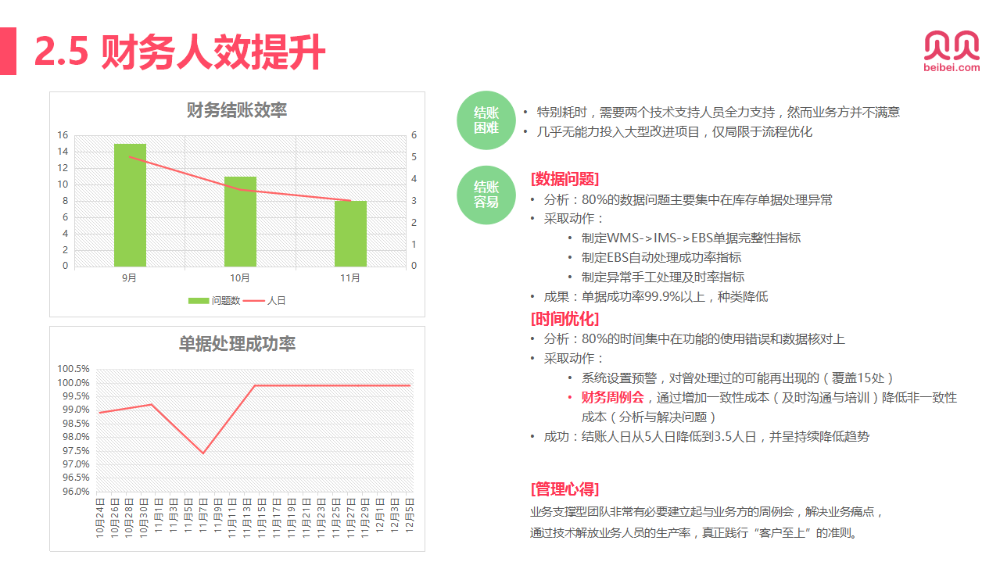 2.5 财务人效提升
贝贝
beibei.com
财务结账效率
16
14
12
10
8
6
4
2
0
6
5
4
3
2
1
0
9月
10月
11月
问题数
人日
单据处理成功率
100.5%
100.0%
99.5%
99.0%
98.5%
98.0%
97.5%
97.0%
96.5%
96.0%
10月24日
10月26日
10月28日
10月30日
11月1日
11月3日
11月5日
11月7日
11月9日
11月11日
11月13日
11月15日
11月17日
11月19日
11月21日
11月23日
11月25日
11月27日
11月29日
12月1日
12月3日
12月5日
结账
困难
• 特别耗时，需要两个技术支持人员全力支持，然而业务方并不满意
• 几乎无能力投入大型改进项目，仅局限于流程优化
结账
容易
[数据问题]
• 分析：80%的数据问题主要集中在库存单据处理异常
• 采取动作：
• 制定WMS->IMS->EBS单据完整性指标
• 制定EBS自动处理成功率指标
• 制定异常手工处理及时率指标
• 成果：单据成功率99.9%以上，种类降低
[时间优化]
• 分析：80%的时间集中在功能的使用错误和数据核对上
• 采取动作：
• 系统设置预警，对曾处理过的可能再出现的（覆盖15处）
• 财务周例会，通过增加一致性成本（及时沟通与培训）降低非一致性
成本（分析与解决问题）
• 成功：结账人日从5人日降低到3.5人日，并呈持续降低趋势
[管理心得]
业务支撑型团队非常有必要建立起与业务方的周例会，解决业务痛点，
通过技术解放业务人员的生产率，真正践行“客户至上”的准则。